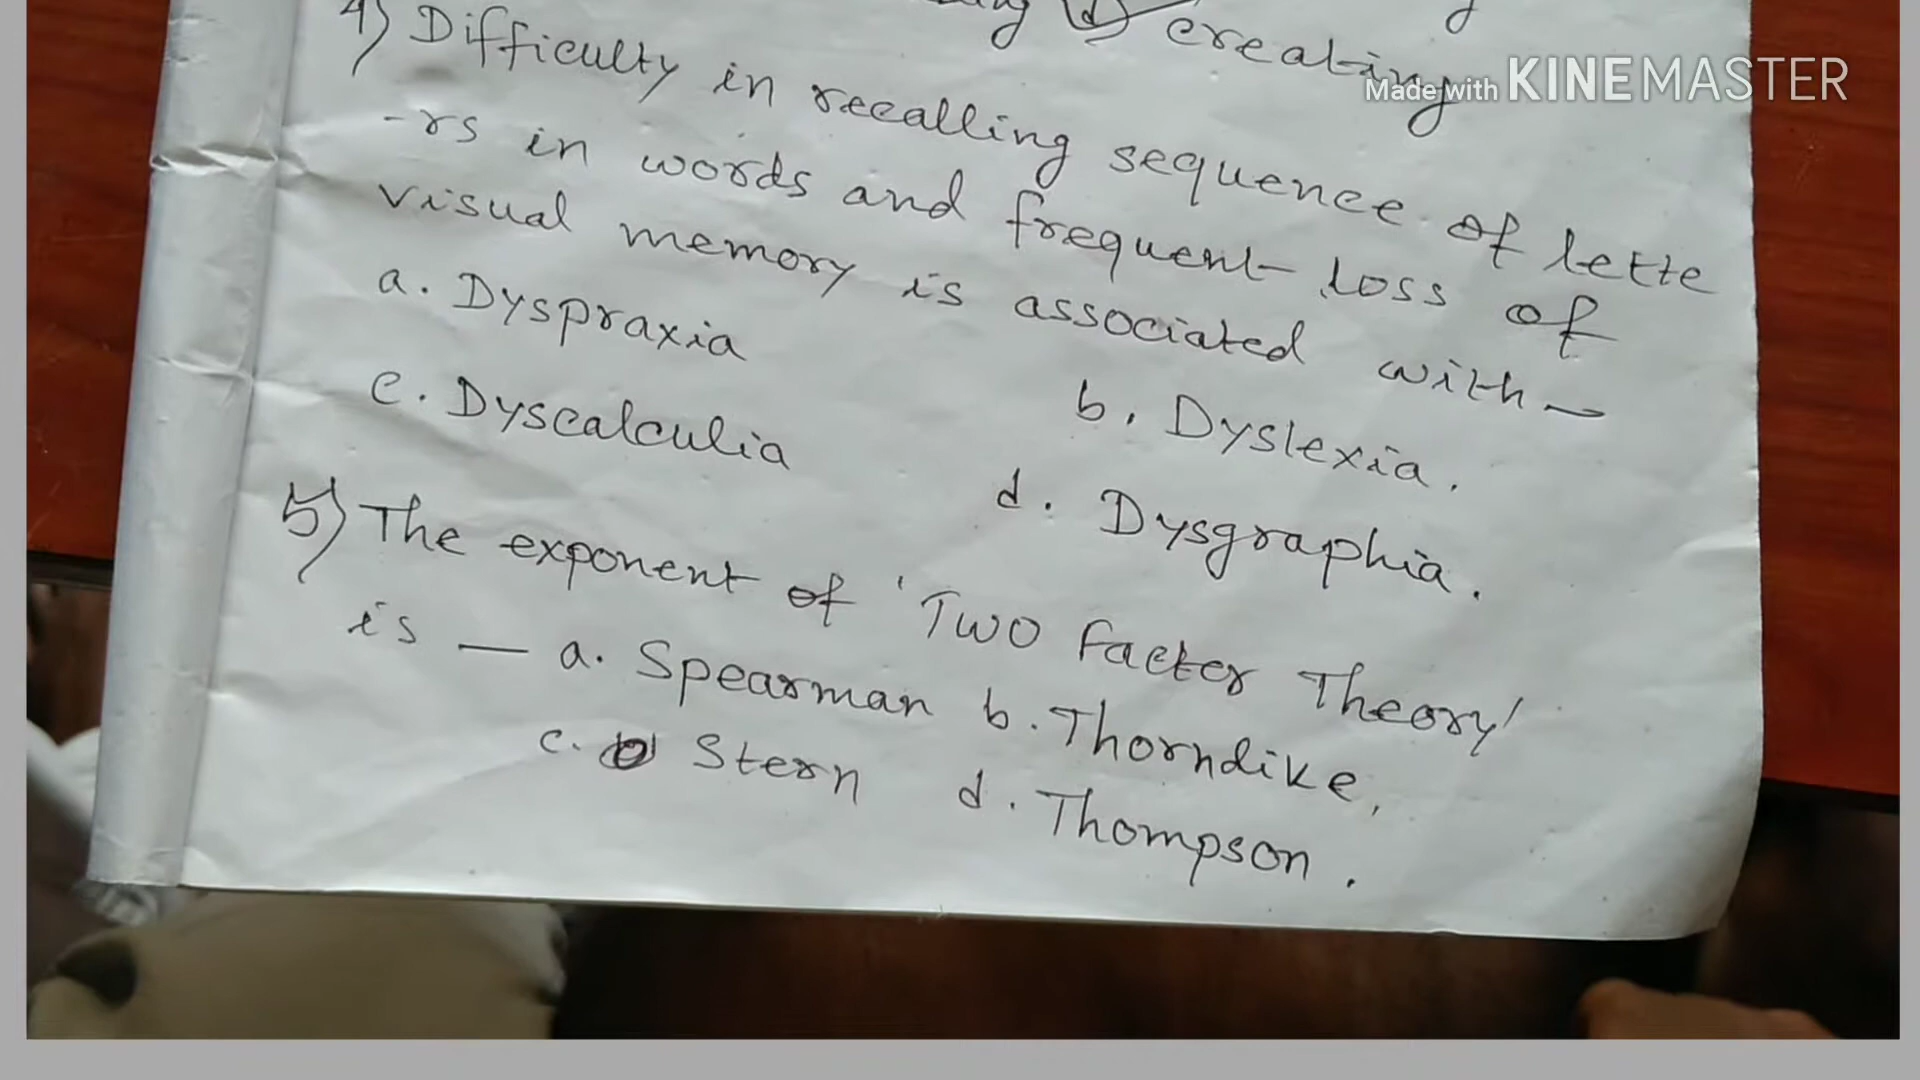 (d) creating
Made with KINEMASTER
4) Difficulty in recalling sequence of lette
-rs in words and frequent loss of
visual memory is associated with -
a. Dyspraxia b. Dyslexia.
c. Dyscalculia d. Dysgraphia.
5) The exponent of 'Two Factor Theory'
is — a. Spearman b. Thorndike,
c. Stern d. Thompson.